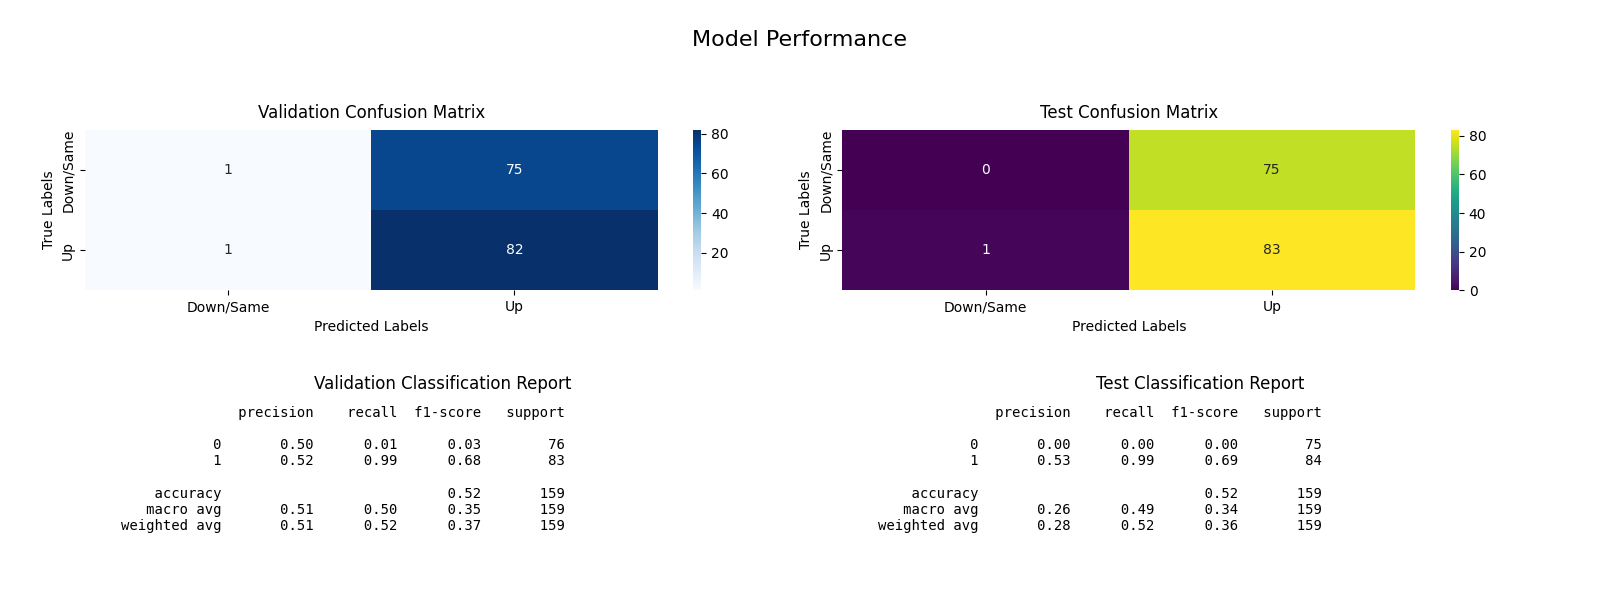 Model Performance
Validation Confusion Matrix
True Labels
Down/Same
Up
1
75
1
82
Down/Same
Up
Predicted Labels
80
60
40
20
Test Confusion Matrix
True Labels
Down/Same
Up
0
75
1
83
Down/Same
Up
Predicted Labels
80
60
40
20
0
Validation Classification Report
precision recall f1-score support
0 0.50 0.01 0.03 76
1 0.52 0.99 0.68 83
accuracy 0.52 159
macro avg 0.51 0.50 0.35 159
weighted avg 0.51 0.52 0.37 159
Test Classification Report
precision recall f1-score support
0 0.00 0.00 0.00 75
1 0.53 0.99 0.69 84
accuracy 0.52 159
macro avg 0.26 0.49 0.34 159
weighted avg 0.28 0.52 0.36 159